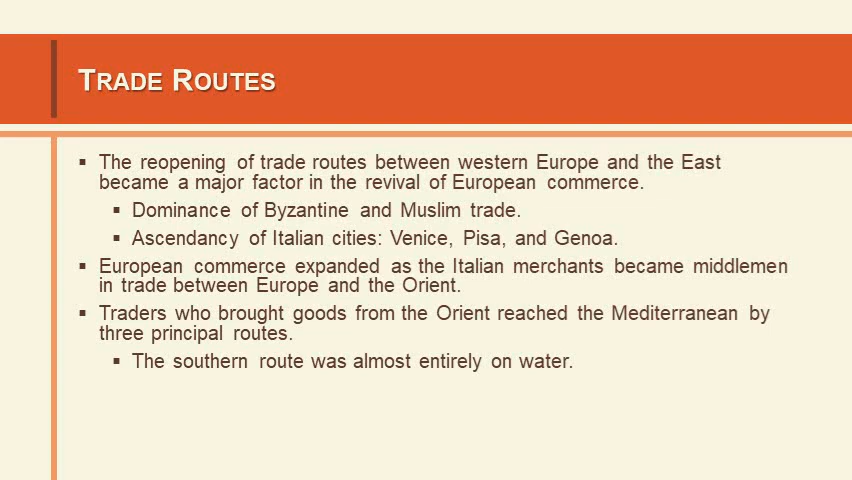 TRADE ROUTES
▪ The reopening of trade routes between western Europe and the East
became a major factor in the revival of European commerce.
▪ Dominance of Byzantine and Muslim trade.
▪ Ascendancy of Italian cities: Venice, Pisa, and Genoa.
▪ European commerce expanded as the Italian merchants became middlemen
in trade between Europe and the Orient.
▪ Traders who brought goods from the Orient reached the Mediterranean by
three principal routes.
▪ The southern route was almost entirely on water.